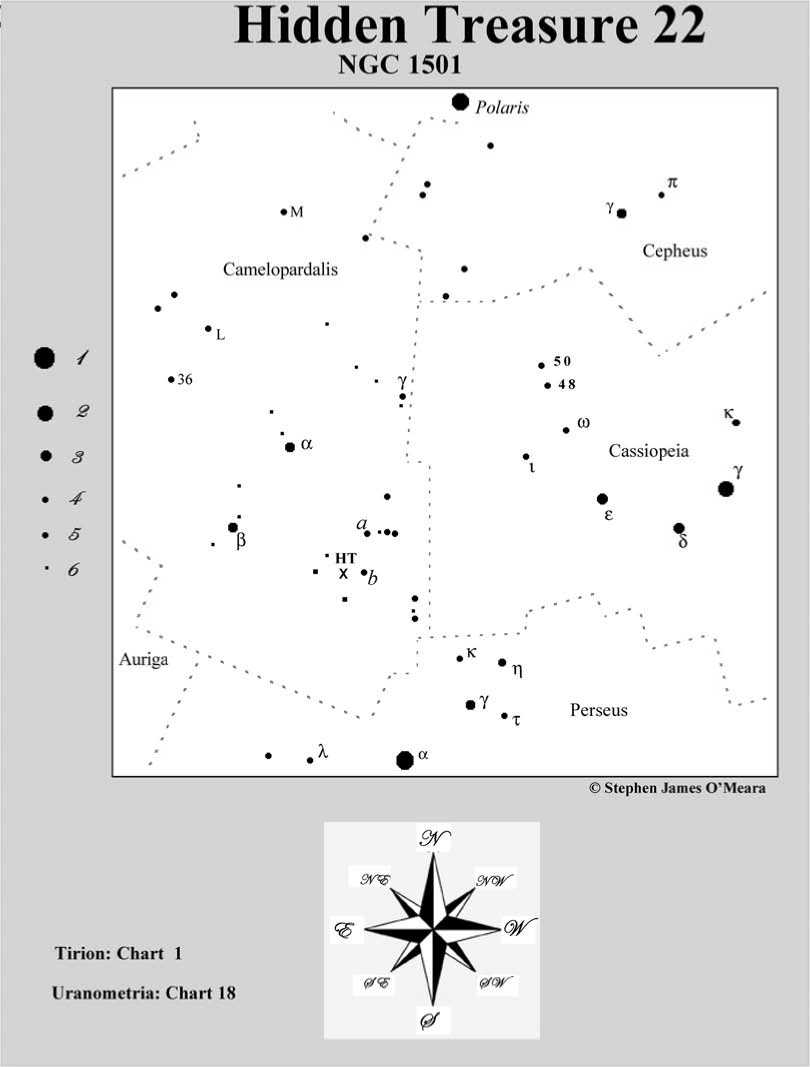 Hidden Treasure 22
NGC 1501
Polaris
π
γ
M
Cepheus
Camelopardalis
L
1
50
36
γ
48
2
κ
ω
α
Cassiopeia
3
ι
γ
4
ε
a
5
β
δ
HT
6
X
b
κ
Auriga
η
γ
Perseus
τ
λ
α
© Stephen James O’Meara
N
NE
NW
E
W
Tirion: Chart 1
SE
SW
Uranometria: Chart 18
S